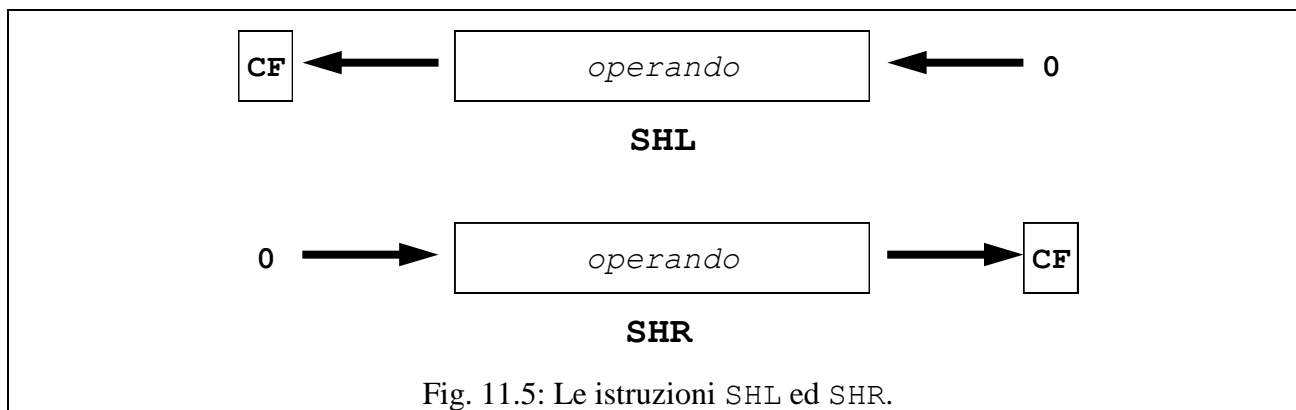 CF operando 0
SHL
0 operando CF
SHR
Fig. 11.5: Le istruzioni SHL ed SHR.